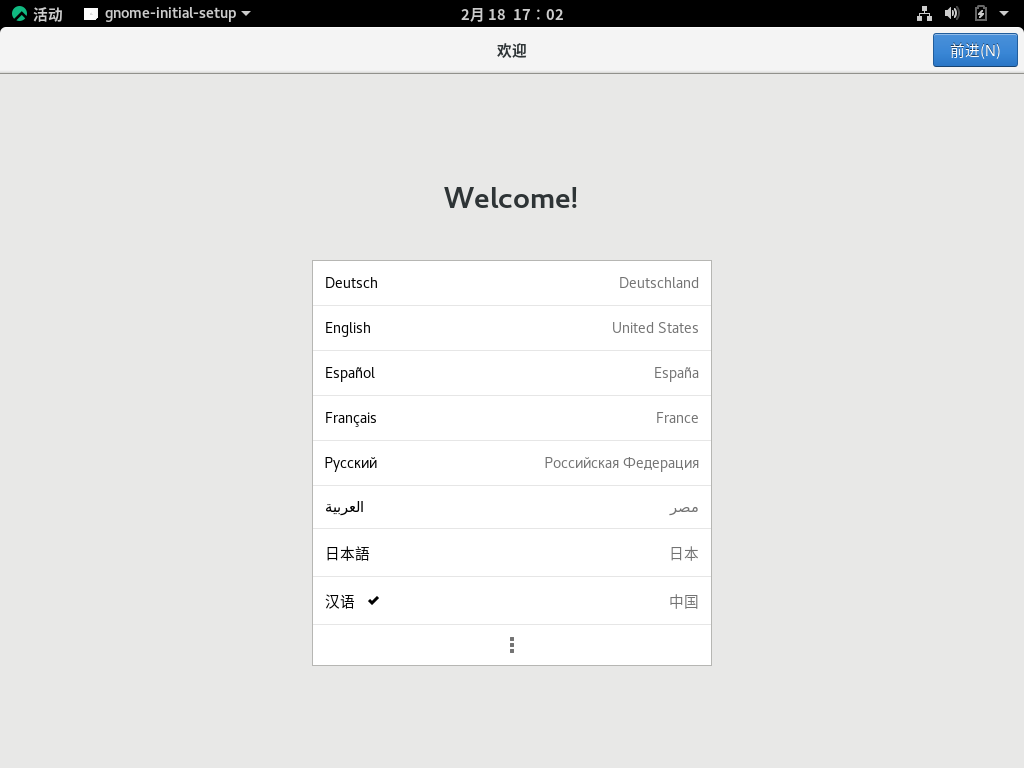 活动 gnome-initial-setup 2月 18 17：02
欢迎 前进(N)
Welcome!
Deutsch Deutschland
English United States
Español España
Français France
Русский Российская Федерация
العربية مصر
日本語 日本
汉语 中国